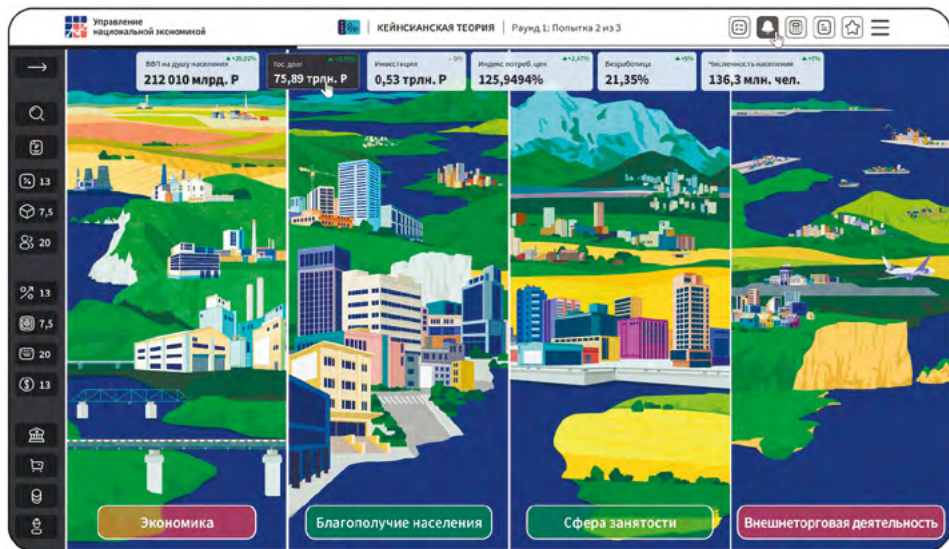 Управление
национальной экономикой
КЕЙНСИАНСКАЯ ТЕОРИЯ | Раунд 1: Попытка 2 из 3
ВВП на душу населения
212 010 млрд. Р
Гос. долг
75,89 трлн. Р
Инвестиции
0,53 трлн. Р
Индекс потреб. цен +2,47%
125,9494%
Безработица
21,35%
Численность населения
136,3 млн. чел.
13
7,5
20
13
7,5
20
13
Экономика
Благополучие населения
Сфера занятости
Внешнеторговая деятельность